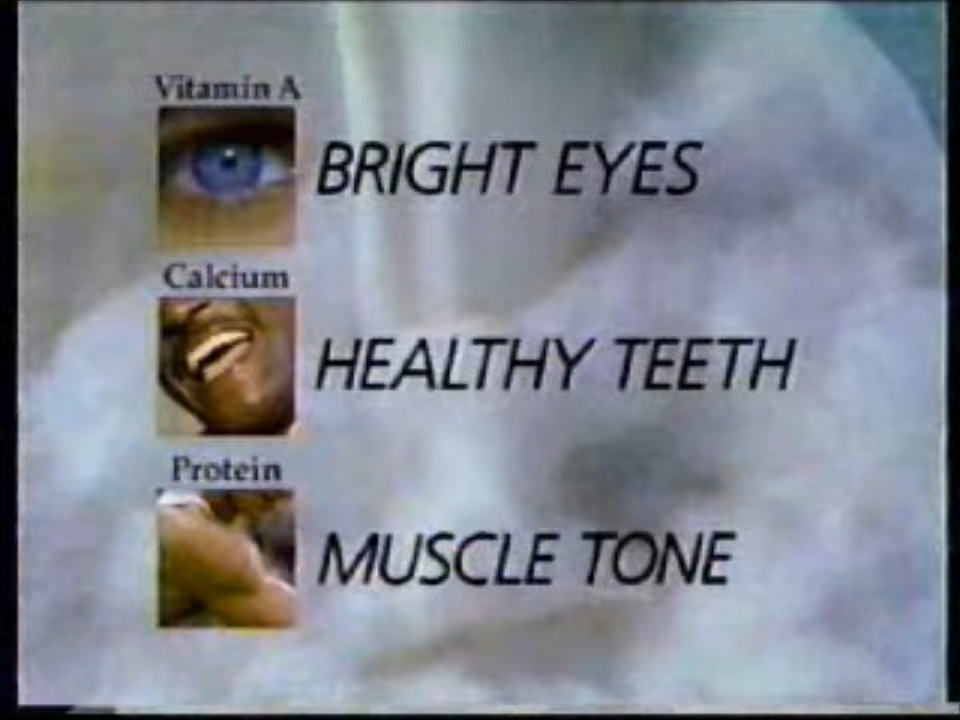 Vitamin A
BRIGHT EYES
Calcium
HEALTHY TEETH
Protein
MUSCLE TONE